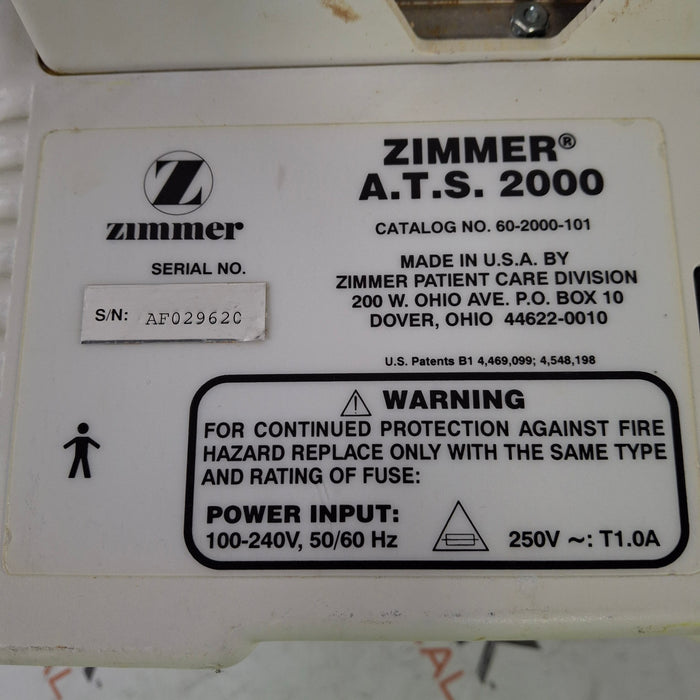 Z
zimmer
SERIAL NO.
S/N: AF029620
ZIMMER®
A.T.S. 2000
CATALOG NO. 60-2000-101
MADE IN U.S.A. BY
ZIMMER PATIENT CARE DIVISION
200 W. OHIO AVE. P.O. BOX 10
DOVER, OHIO 44622-0010
U.S. Patents B1 4,469,099; 4,548,198
WARNING
FOR CONTINUED PROTECTION AGAINST FIRE
HAZARD REPLACE ONLY WITH THE SAME TYPE
AND RATING OF FUSE:
POWER INPUT:
100-240V, 50/60 Hz
250V ~: T1.0A